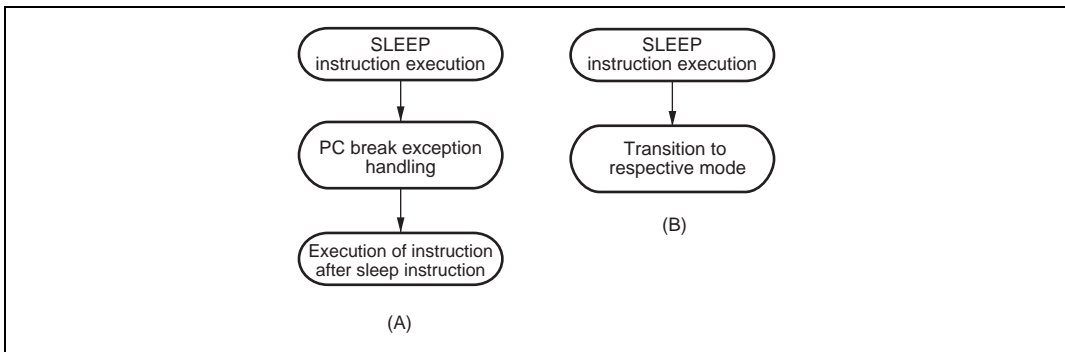 SLEEP
instruction execution
PC break exception
handling
Execution of instruction
after sleep instruction
(A)
SLEEP
instruction execution
Transition to
respective mode
(B)